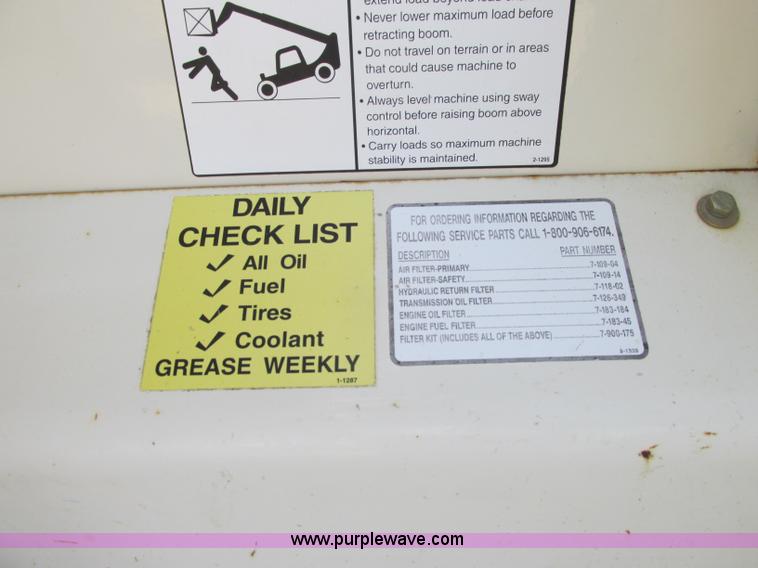 extend load beyond load
• Never lower maximum load before
retracting boom.
• Do not travel on terrain or in areas
that could cause machine to
overturn.
• Always level machine using sway
control before raising boom above
horizontal.
• Carry loads so maximum machine
stability is maintained.
2-1295
DAILY
CHECK LIST
✓ All Oil
✓ Fuel
✓ Tires
✓ Coolant
GREASE WEEKLY
1-1287
FOR ORDERING INFORMATION REGARDING THE
FOLLOWING SERVICE PARTS CALL 1-800-906-6174.
DESCRIPTION PART NUMBER
AIR FILTER-PRIMARY 7-109-04
AIR FILTER-SAFETY 7-109-14
HYDRAULIC RETURN FILTER 7-118-02
TRANSMISSION OIL FILTER 7-126-349
ENGINE OIL FILTER 7-183-184
ENGINE FUEL FILTER 7-183-45
FILTER KIT (INCLUDES ALL OF THE ABOVE) 7-900-175
www.purplewave.com